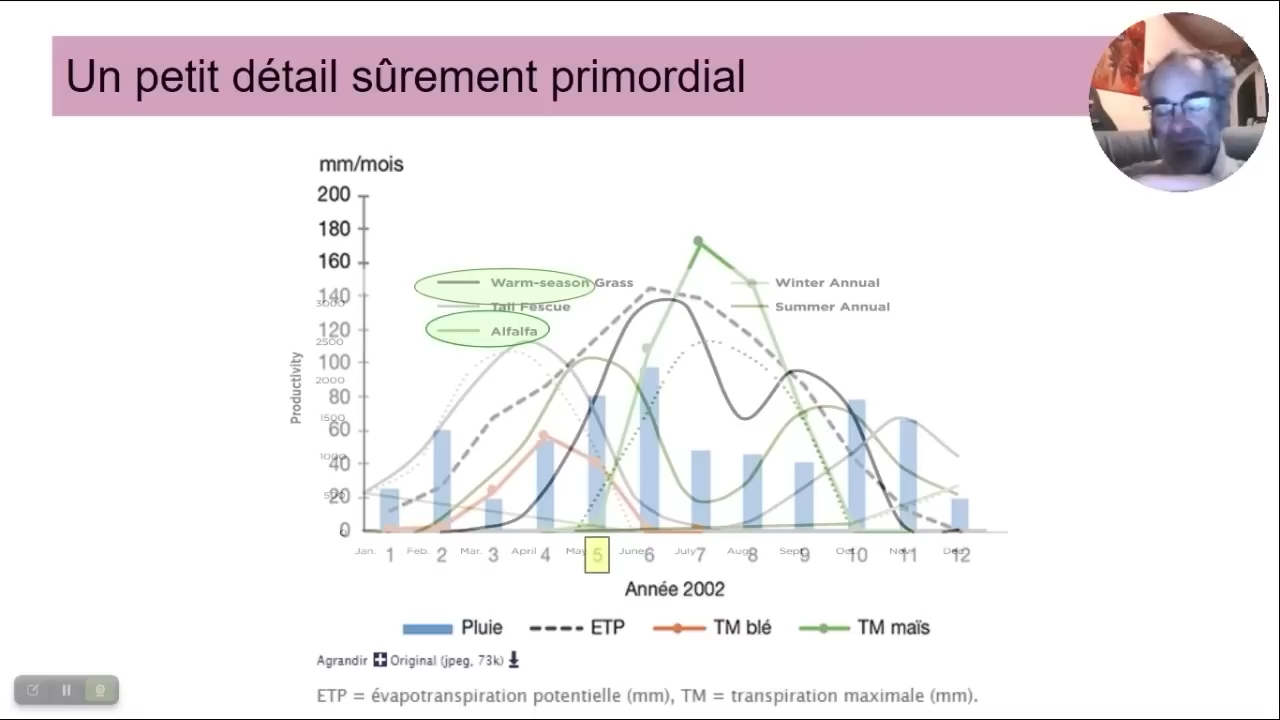 Un petit détail sûrement primordial
mm/mois
200
180
160
140
120
100
80
60
40
20
0
3000
2500
2000
1500
1000
500
0
Productivity
Warm-season Grass
Tall Fescue
Alfalfa
Winter Annual
Summer Annual
Jan. Feb. Mar. April May June July Aug. Sept. Oct. Nov. Dec.
1 2 3 4 5 6 7 8 9 10 11 12
Année 2002
Pluie ETP TM blé TM maïs
Agrandir Original (jpeg, 73k)
ETP = évapotranspiration potentielle (mm), TM = transpiration maximale (mm).